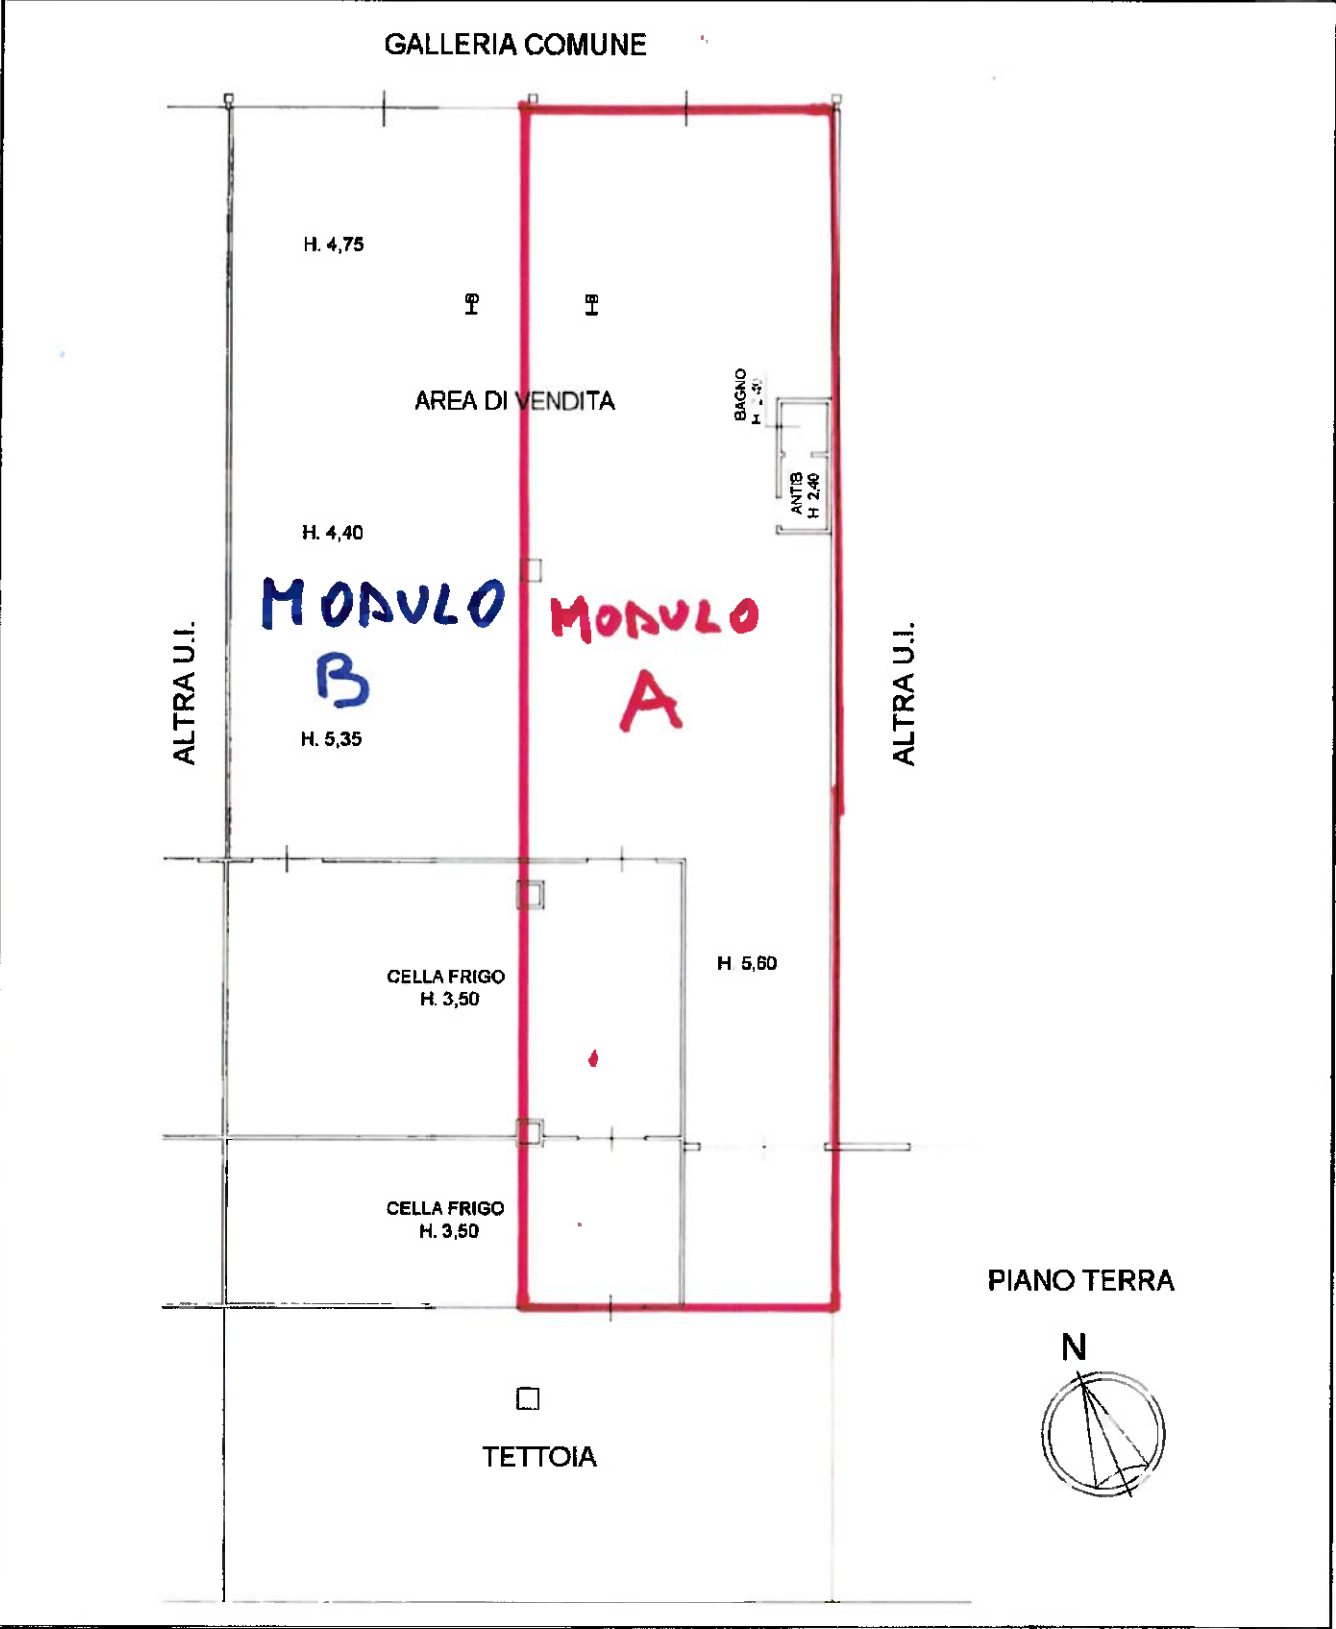 GALLERIA COMUNE
H. 4,75
AREA DI VENDITA
BAGNO
H
ANTIB
H 2,40
H. 4,40
MODULO
B
MODULO
A
ALTRA U.I.
ALTRA U.I.
H. 5,35
CELLA FRIGO
H. 3,50
H. 5,60
CELLA FRIGO
H. 3,50
PIANO TERRA
N
TETTOIA